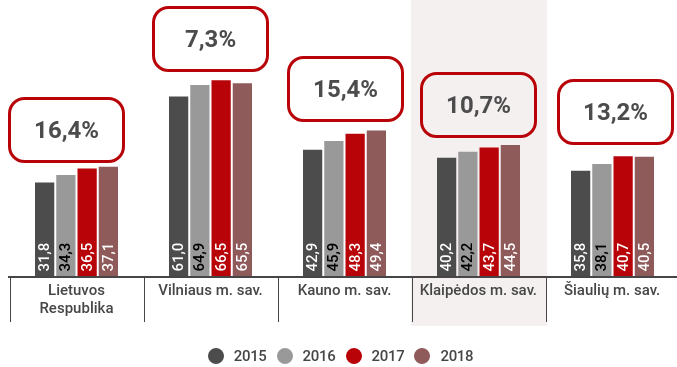 16,4%
7,3%
15,4%
10,7%
13,2%
31,8 34,3 36,5 37,1
61,0 64,9 66,5 65,5
42,9 45,9 48,3 49,4
40,2 42,2 43,7 44,5
35,8 38,1 40,7 40,5
Lietuvos
Respublika
Vilniaus m. sav.
Kauno m. sav.
Klaipėdos m. sav.
Šiaulių m. sav.
2015 2016 2017 2018